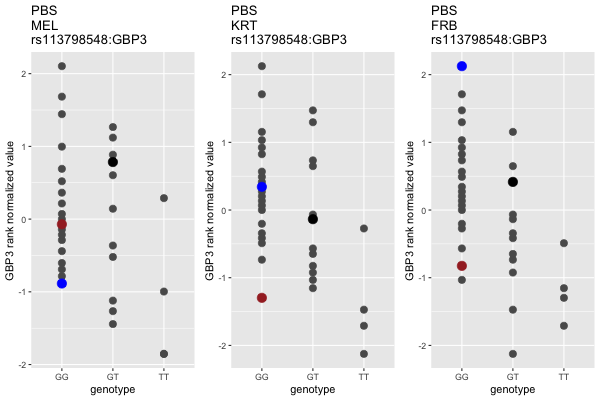 PBS
MEL
rs113798548:GBP3
GBP3 rank normalized value
2
1
0
-1
-2
GG GT TT
genotype
PBS
KRT
rs113798548:GBP3
GBP3 rank normalized value
2
1
0
-1
-2
GG GT TT
genotype
PBS
FRB
rs113798548:GBP3
GBP3 rank normalized value
2
1
0
-1
-2
GG GT TT
genotype